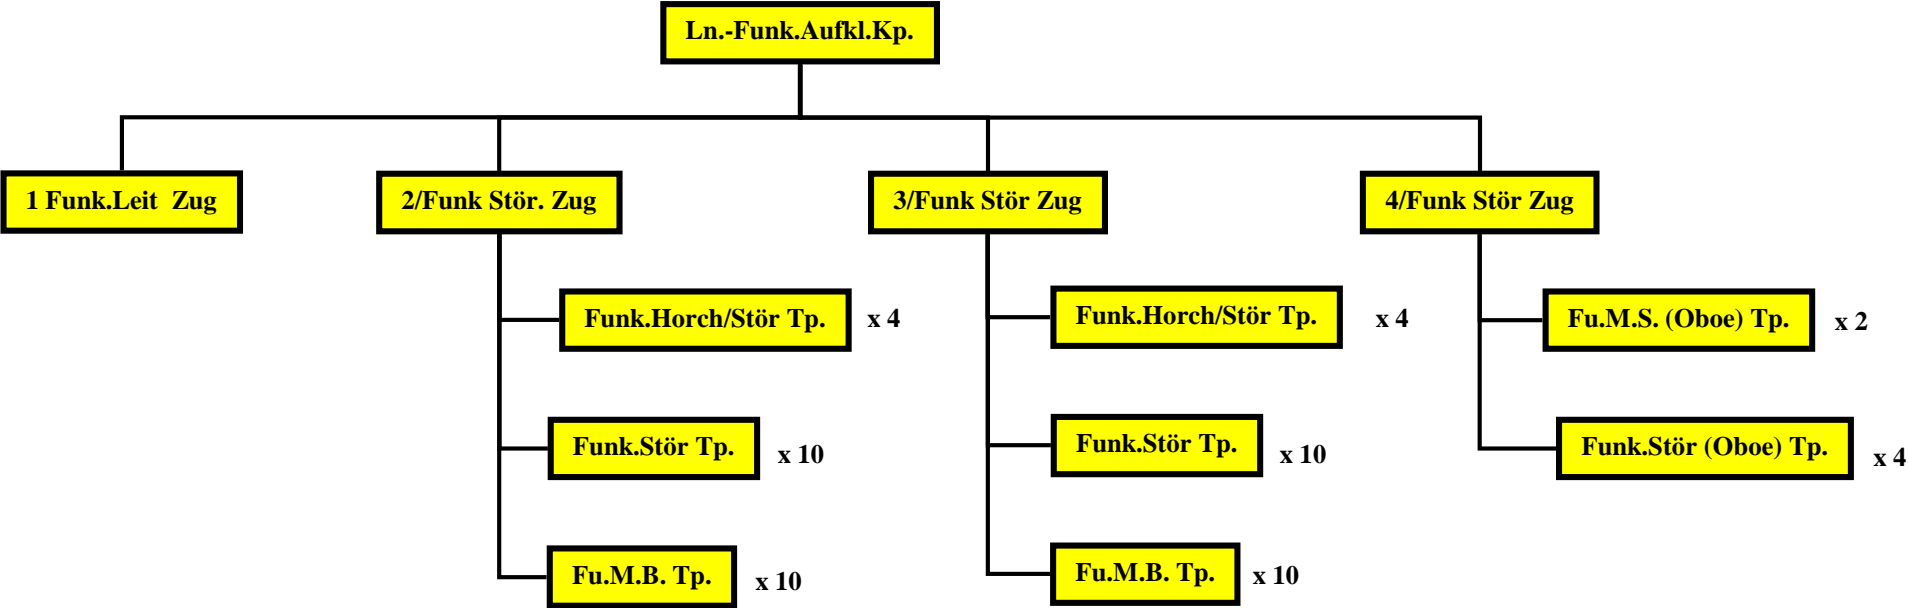 Ln.-Funk.Aufkl.Kp.
1 Funk.Leit  Zug
2/Funk Stör. Zug
3/Funk Stör Zug
4/Funk Stör Zug
Funk.Horch/Stör Tp. x 4
Funk.Horch/Stör Tp. x 4
Fu.M.S. (Oboe) Tp. x 2
Funk.Stör Tp. x 10
Funk.Stör Tp. x 10
Funk.Stör (Oboe) Tp. x 4
Fu.M.B. Tp. x 10
Fu.M.B. Tp. x 10